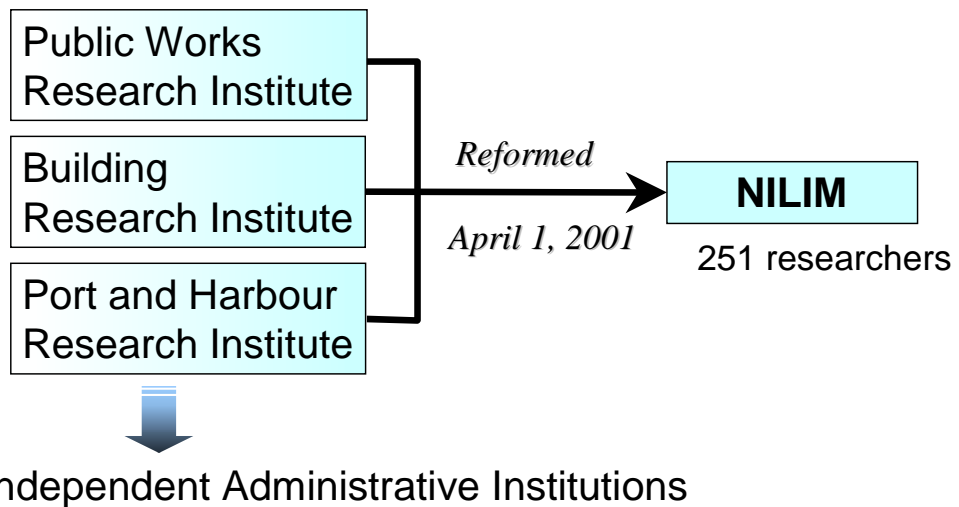 Public Works
Research Institute
Building
Research Institute
Port and Harbour
Research Institute
Reformed
April 1, 2001
NILIM
251 researchers
ndependent Administrative Institutions